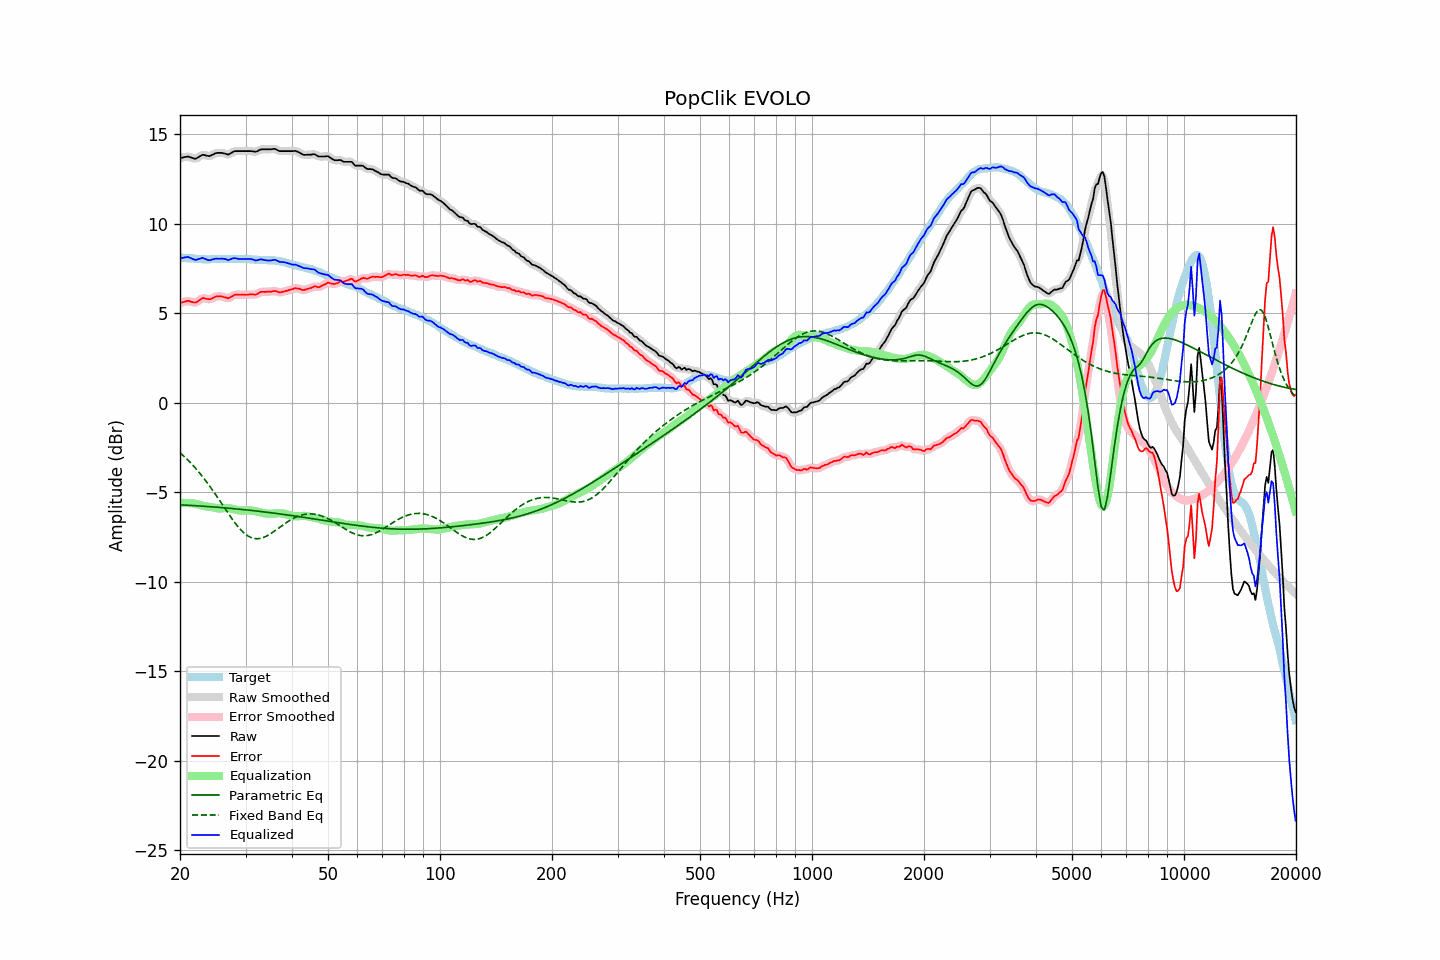 PopClik EVOLO
15
10
5
0
−5
−10
−15
−20
−25
Amplitude (dBr)
Target
Raw Smoothed
Error Smoothed
Raw
Error
Equalization
Parametric Eq
Fixed Band Eq
Equalized
20 50 100 200 500 1000 2000 5000 10000 20000
Frequency (Hz)